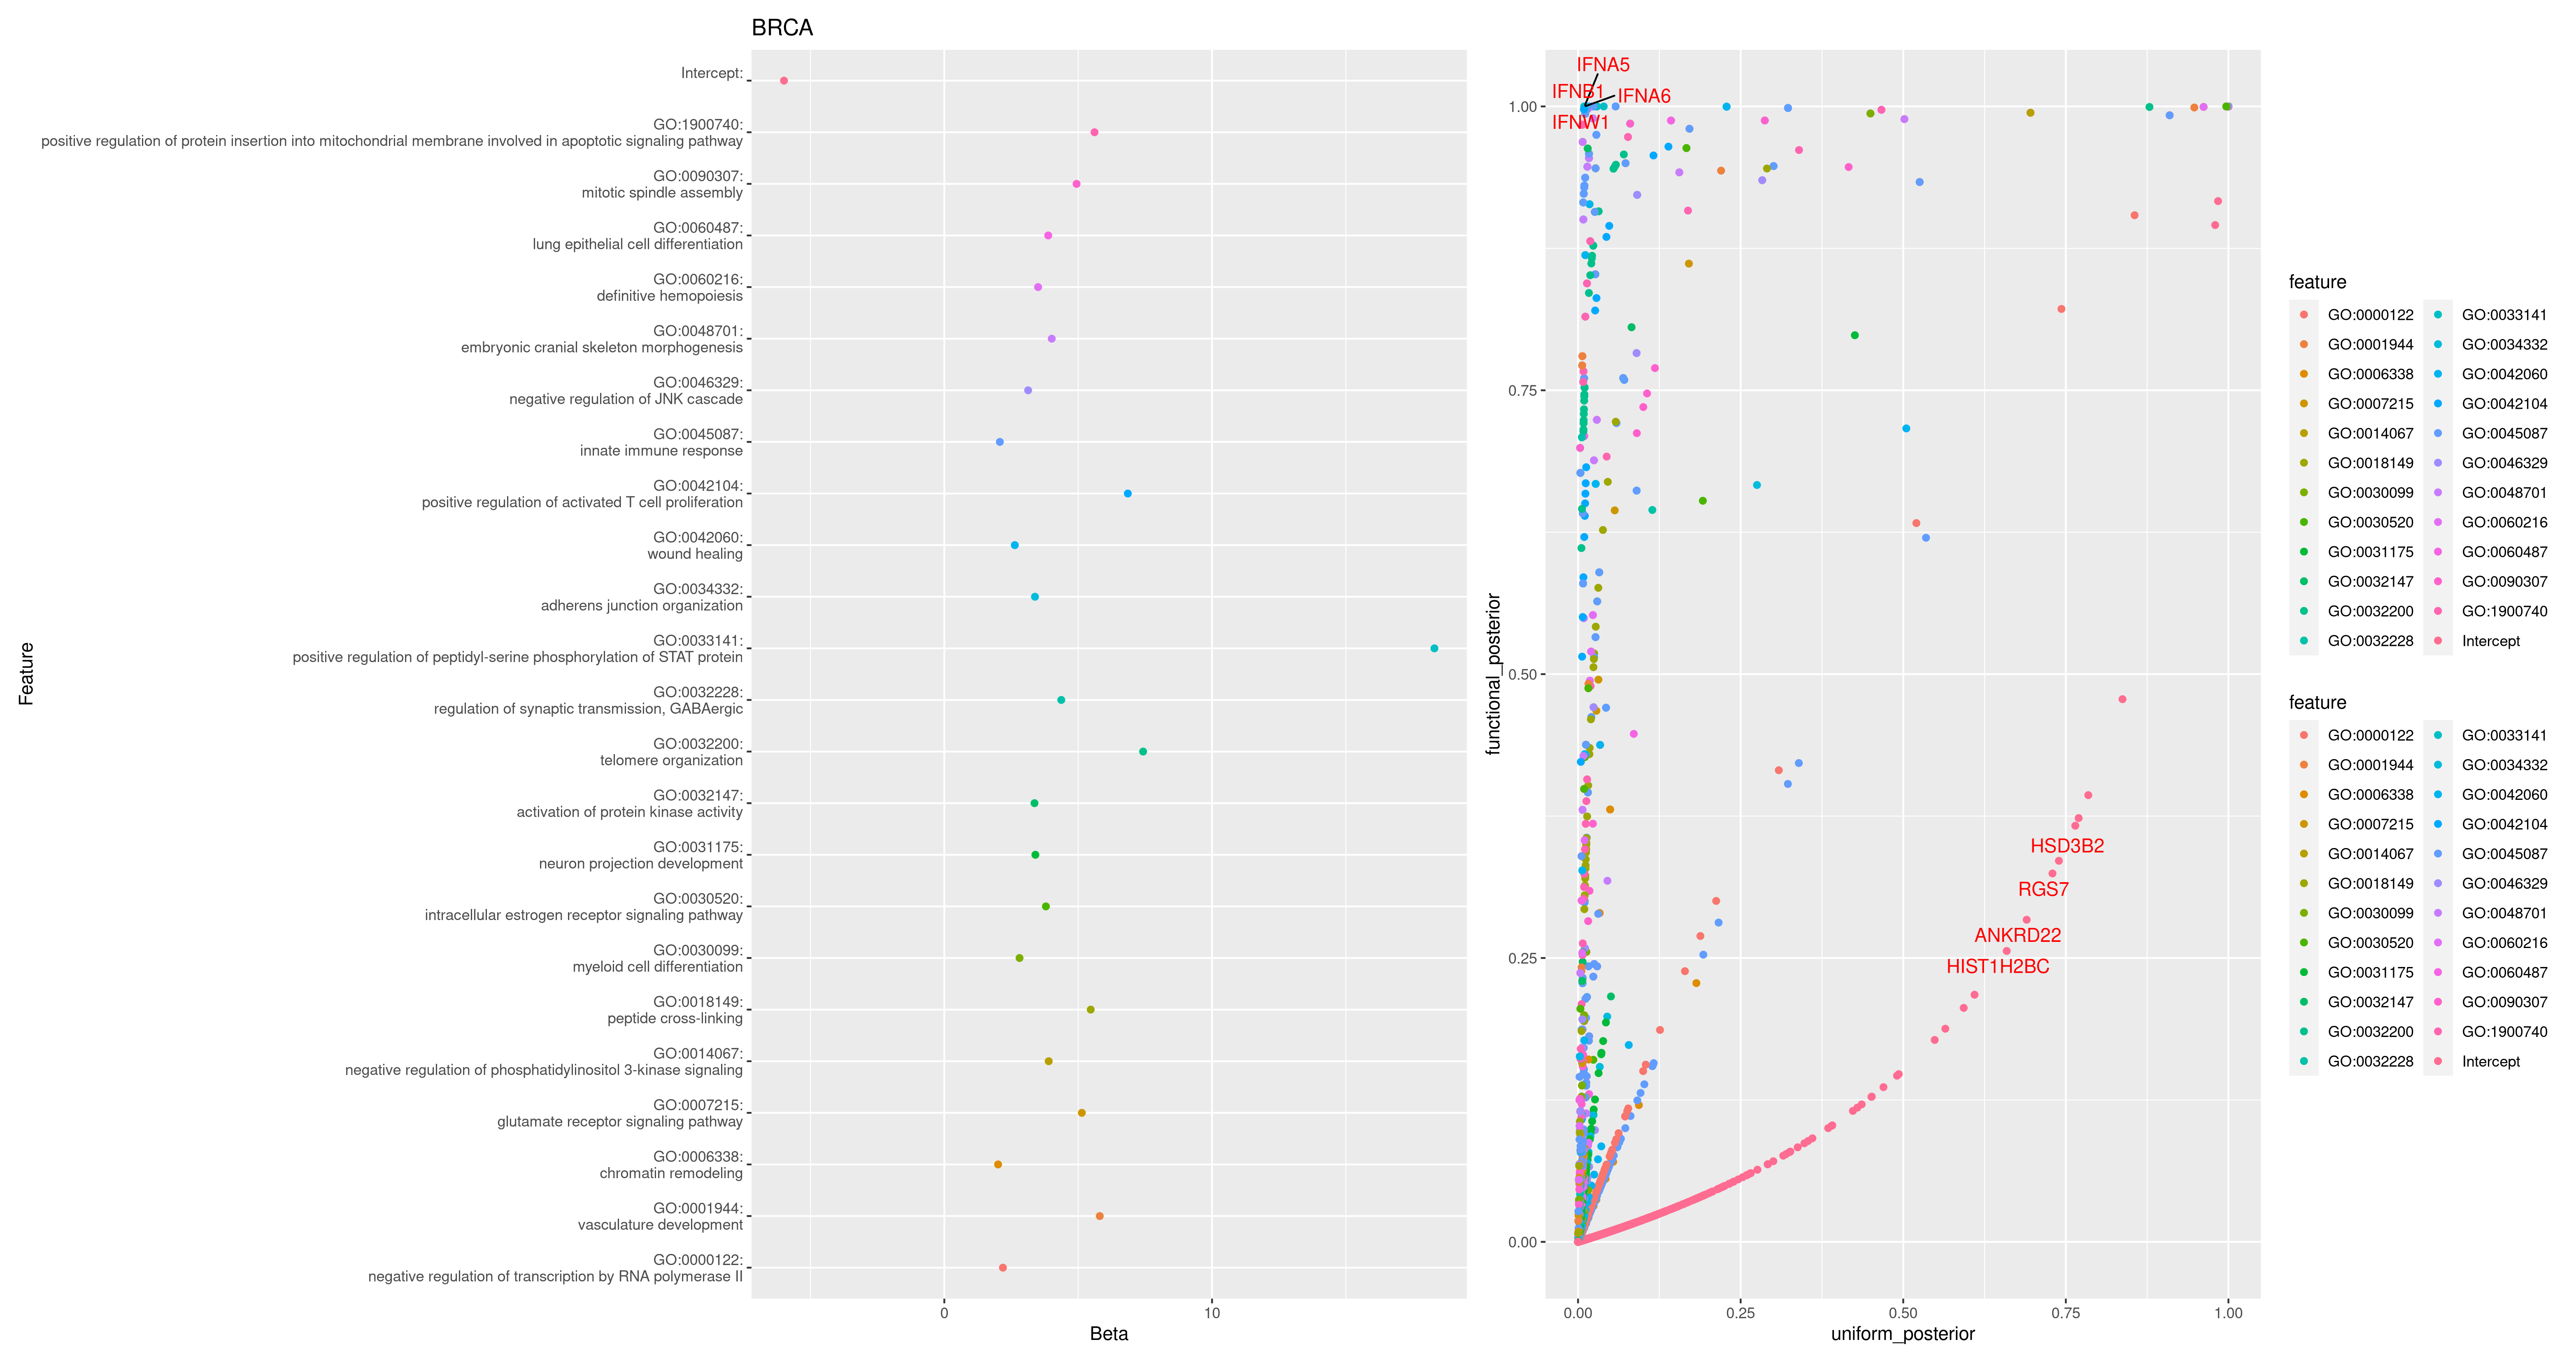 BRCA
Feature
Intercept:
GO:1900740:
positive regulation of protein insertion into mitochondrial membrane involved in apoptotic signaling pathway
GO:0090307:
mitotic spindle assembly
GO:0060487:
lung epithelial cell differentiation
GO:0060216:
definitive hemopoiesis
GO:0048701:
embryonic cranial skeleton morphogenesis
GO:0046329:
negative regulation of JNK cascade
GO:0045087:
innate immune response
GO:0042104:
positive regulation of activated T cell proliferation
GO:0042060:
wound healing
GO:0034332:
adherens junction organization
GO:0033141:
positive regulation of peptidyl-serine phosphorylation of STAT protein
GO:0032228:
regulation of synaptic transmission, GABAergic
GO:0032200:
telomere organization
GO:0032147:
activation of protein kinase activity
GO:0031175:
neuron projection development
GO:0030520:
intracellular estrogen receptor signaling pathway
GO:0030099:
myeloid cell differentiation
GO:0018149:
peptide cross-linking
GO:0014067:
negative regulation of phosphatidylinositol 3-kinase signaling
GO:0007215:
glutamate receptor signaling pathway
GO:0006338:
chromatin remodeling
GO:0001944:
vasculature development
GO:0000122:
negative regulation of transcription by RNA polymerase II
0 10
Beta
functional_posterior
1.00
0.75
0.50
0.25
0.00
IFNA5
IFNB1
IFNA6
IFNW1
HSD3B2
RGS7
ANKRD22
HIST1H2BC
0.00 0.25 0.50 0.75 1.00
uniform_posterior
feature
GO:0000122 GO:0033141
GO:0001944 GO:0034332
GO:0006338 GO:0042060
GO:0007215 GO:0042104
GO:0014067 GO:0045087
GO:0018149 GO:0046329
GO:0030099 GO:0048701
GO:0030520 GO:0060216
GO:0031175 GO:0060487
GO:0032147 GO:0090307
GO:0032200 GO:1900740
GO:0032228 Intercept
feature
GO:0000122 GO:0033141
GO:0001944 GO:0034332
GO:0006338 GO:0042060
GO:0007215 GO:0042104
GO:0014067 GO:0045087
GO:0018149 GO:0046329
GO:0030099 GO:0048701
GO:0030520 GO:0060216
GO:0031175 GO:0060487
GO:0032147 GO:0090307
GO:0032200 GO:1900740
GO:0032228 Intercept